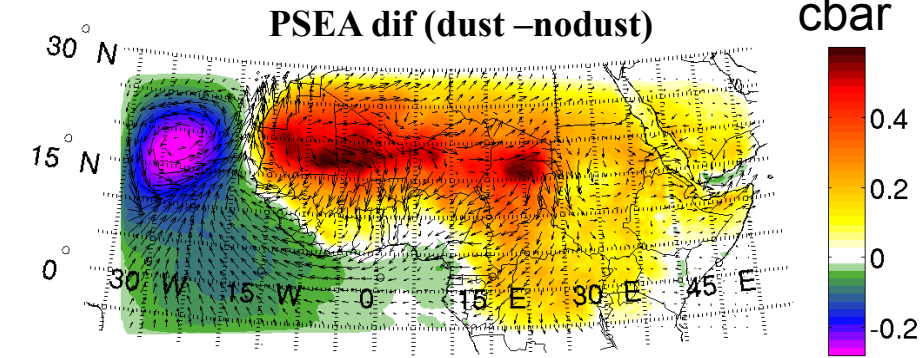 PSEA dif (dust –nodust)
cbar
30° N
15° N
0°
30 W
15 W
0
15 E
30 E
45 E
0.4
0.2
0
-0.2